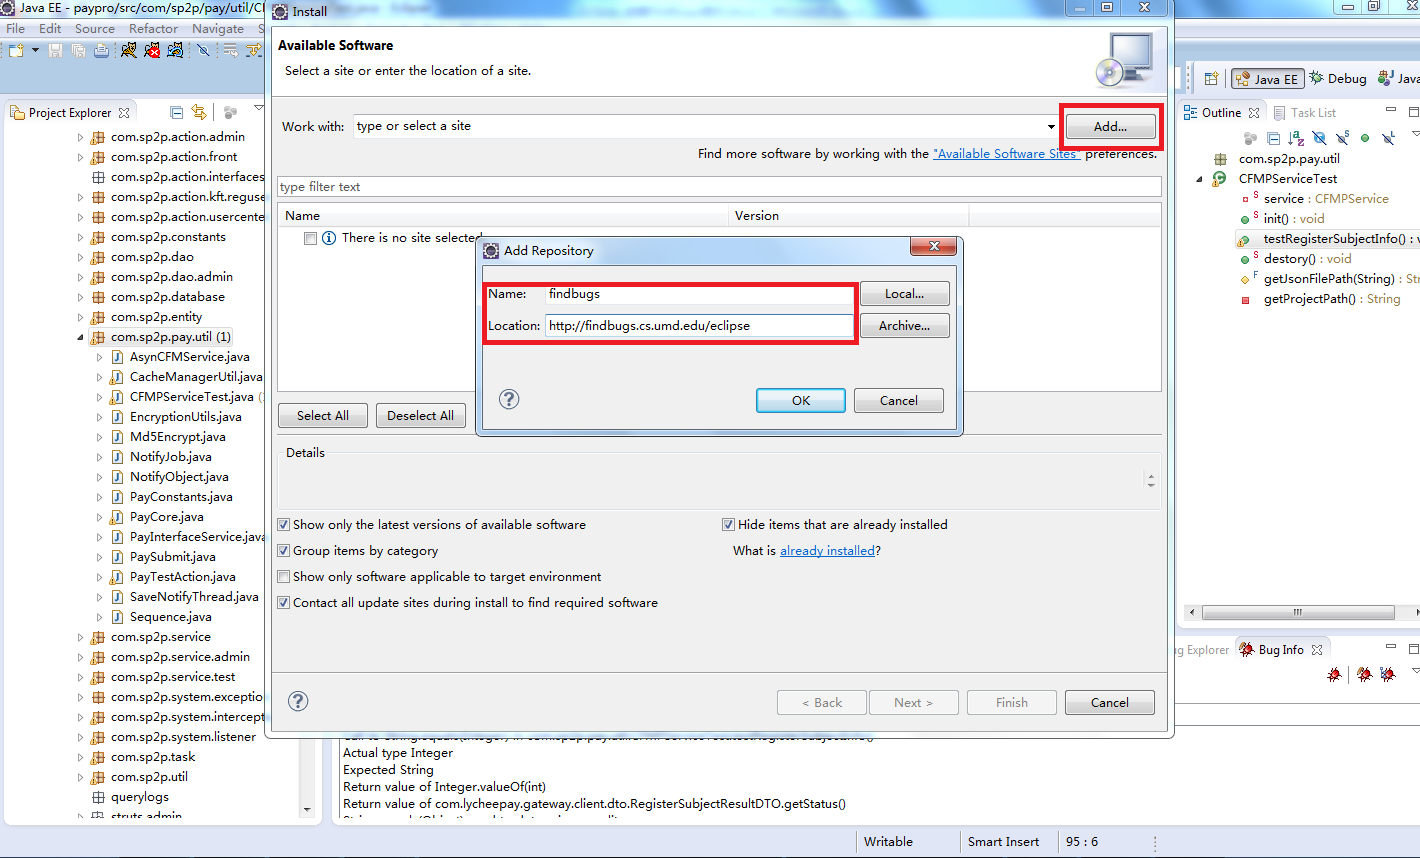 Java EE - paypro/src/com/sp2p/pay/util/C
File Edit Source Refactor Navigate S
Install
Available Software
Select a site or enter the location of a site.
Work with: type or select a site
Add...
Find more software by working with the "Available Software Sites" preferences.
type filter text
Name Version
There is no site selected
Add Repository
Name: findbugs
Local...
Location: http://findbugs.cs.umd.edu/eclipse
Archive...
OK
Cancel
Select All
Deselect All
Details
Show only the latest versions of available software
Hide items that are already installed
Group items by category
What is already installed?
Show only software applicable to target environment
Contact all update sites during install to find required software
< Back
Next >
Finish
Cancel
Project Explorer
com.sp2p.action.admin
com.sp2p.action.front
com.sp2p.action.interfaces
com.sp2p.action.kft.reguse
com.sp2p.action.usercente
com.sp2p.constants
com.sp2p.dao
com.sp2p.dao.admin
com.sp2p.database
com.sp2p.entity
com.sp2p.pay.util (1)
AsynCFMService.java
CacheManagerUtil.java
CFMPServiceTest.java
EncryptionUtils.java
Md5Encrypt.java
NotifyJob.java
NotifyObject.java
PayConstants.java
PayCore.java
PayInterfaceService.java
PaySubmit.java
PayTestAction.java
SaveNotifyThread.java
Sequence.java
com.sp2p.service
com.sp2p.service.admin
com.sp2p.service.test
com.sp2p.system.exceptio
com.sp2p.system.intercept
com.sp2p.system.listener
com.sp2p.task
com.sp2p.util
querylogs
struts.admin
Java EE
Debug
Java
Outline
Task List
com.sp2p.pay.util
CFMPServiceTest
service : CFMPService
init() : void
testRegisterSubjectInfo() : v
destory() : void
getJsonFilePath(String) : St
getProjectPath() : String
ug Explorer
Bug Info
Actual type Integer
Expected String
Return value of Integer.valueOf(int)
Return value of com.lycheepay.gateway.client.dto.RegisterSubjectResultDTO.getStatus()
Writable
Smart Insert
95 : 6